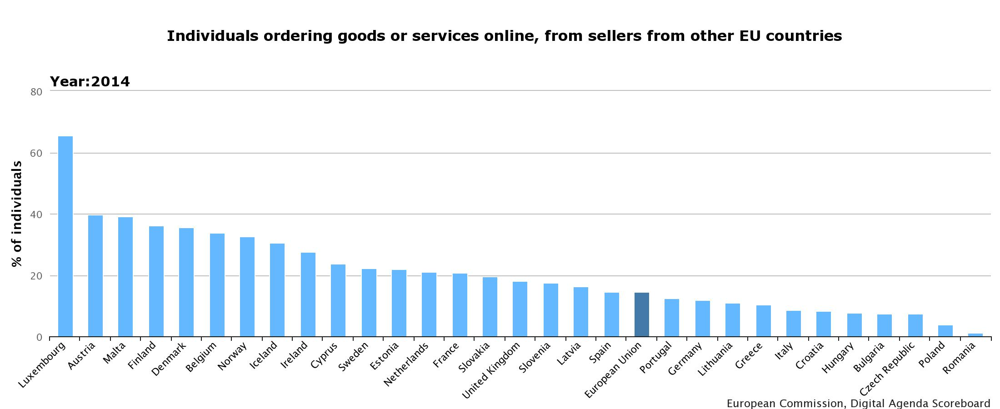 Individuals ordering goods or services online, from sellers from other EU countries
Year:2014
80
60
40
20
0
% of individuals
Luxembourg
Austria
Malta
Finland
Denmark
Belgium
Norway
Iceland
Ireland
Cyprus
Sweden
Estonia
Netherlands
France
Slovakia
United Kingdom
Slovenia
Latvia
Spain
European Union
Portugal
Germany
Lithuania
Greece
Italy
Croatia
Hungary
Bulgaria
Czech Republic
Poland
Romania
European Commission, Digital Agenda Scoreboard